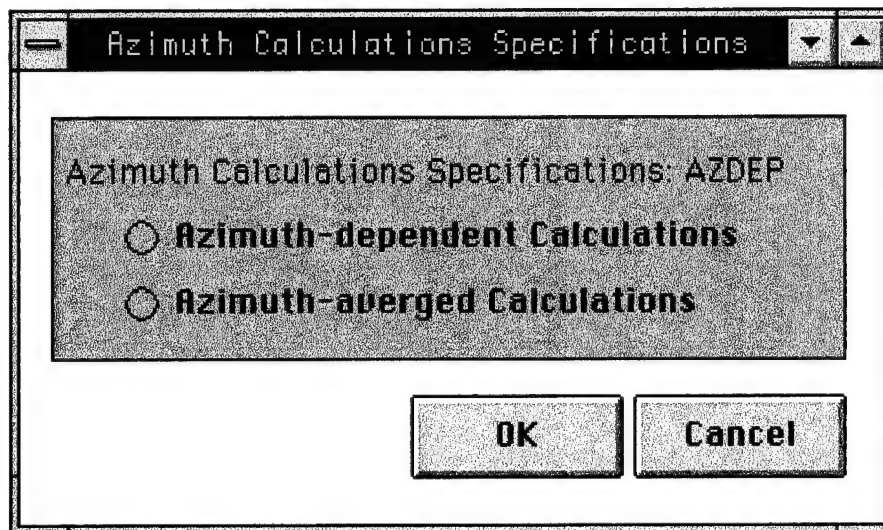 Azimuth Calculations Specifications
Azimuth Calculations Specifications: AZDEP
Azimuth-dependent Calculations
Azimuth-averged Calculations
OK Cancel